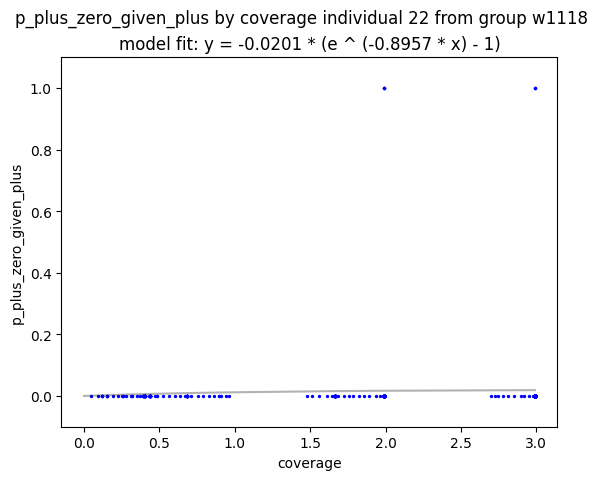 p_plus_zero_given_plus by coverage individual 22 from group w1118
model fit: y = -0.0201 * (e ^ (-0.8957 * x) - 1)
1.0
0.8
0.6
0.4
0.2
0.0
p_plus_zero_given_plus
0.0 0.5 1.0 1.5 2.0 2.5 3.0
coverage